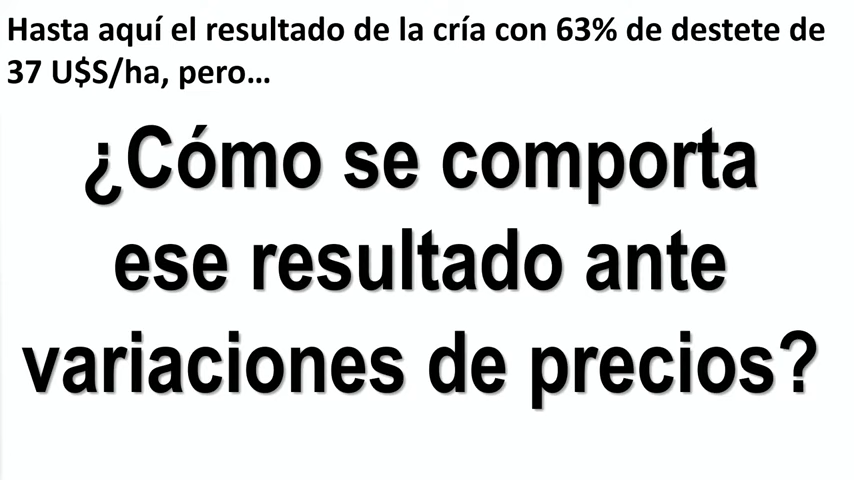 Hasta aquí el resultado de la cría con 63% de destete de
37 U$S/ha, pero...
¿Cómo se comporta
ese resultado ante
variaciones de precios?